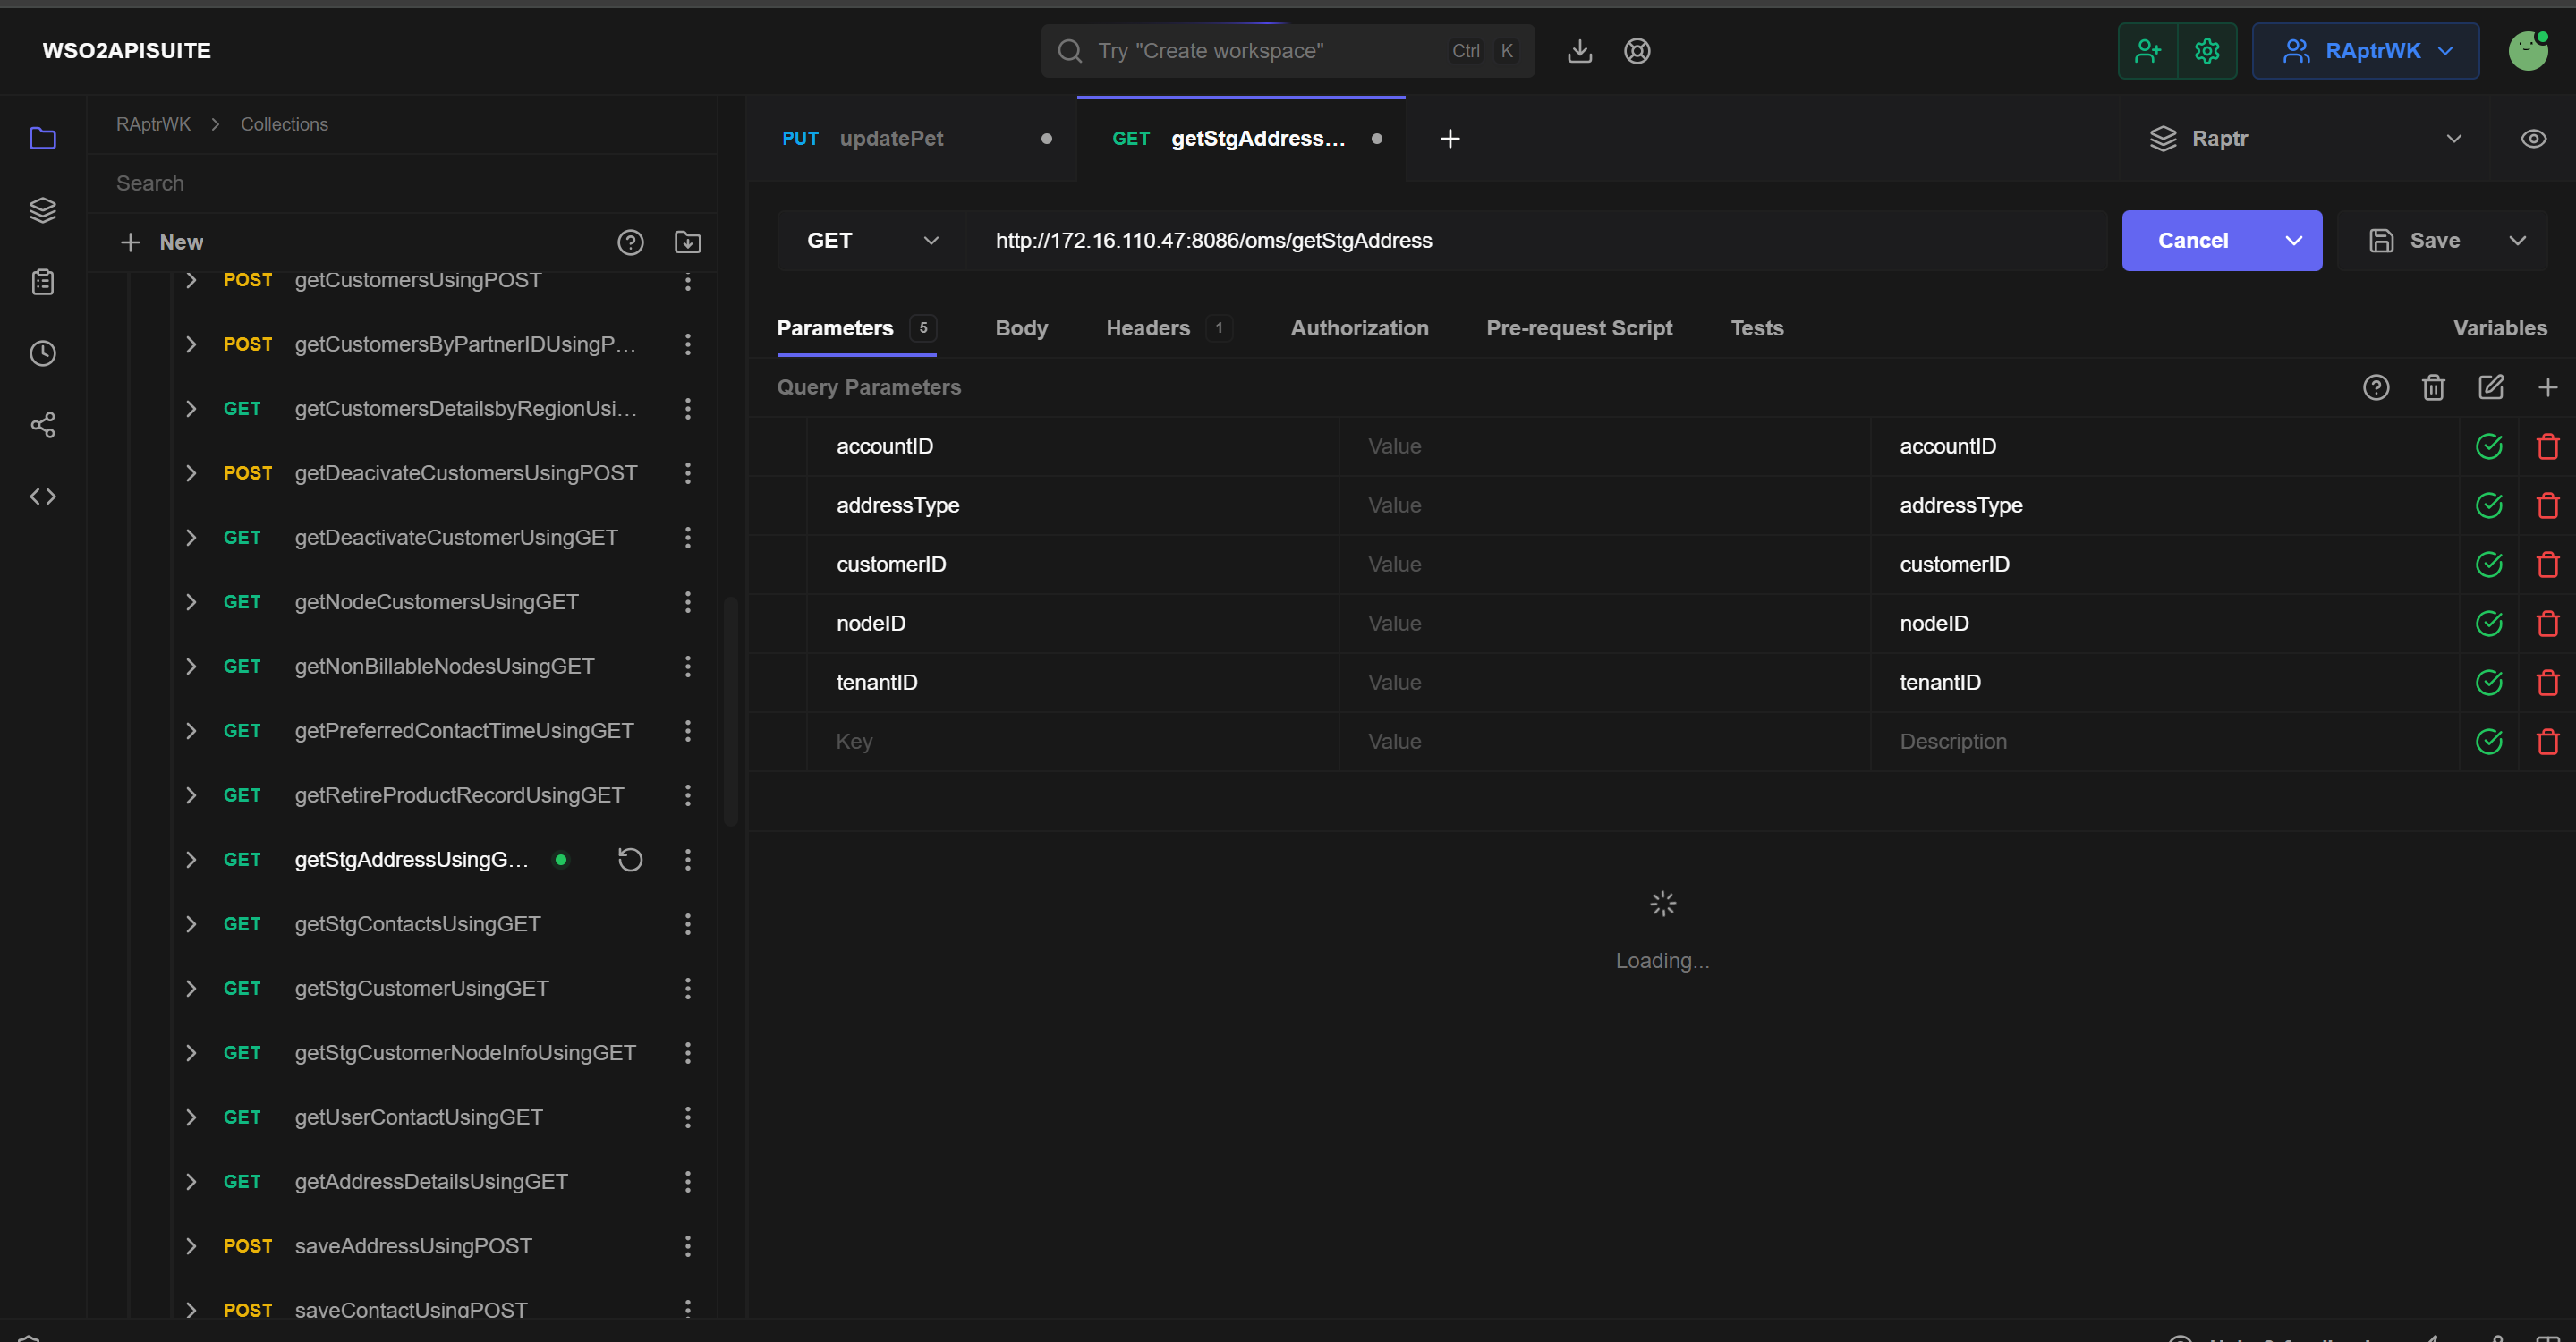 WSO2APISUITE
Try "Create workspace"
Ctrl K
RAptrWK
RAptrWK > Collections
Search
New
POST getCustomersUsingPOST
POST getCustomersByPartnerIDUsingP...
GET getCustomersDetailsbyRegionUsi...
POST getDeacivateCustomersUsingPOST
GET getDeactivateCustomerUsingGET
GET getNodeCustomersUsingGET
GET getNonBillableNodesUsingGET
GET getPreferredContactTimeUsingGET
GET getRetireProductRecordUsingGET
GET getStgAddressUsingG...
GET getStgContactsUsingGET
GET getStgCustomerUsingGET
GET getStgCustomerNodeInfoUsingGET
GET getUserContactUsingGET
GET getAddressDetailsUsingGET
POST saveAddressUsingPOST
POST saveContactUsingPOST
PUT updatePet
GET getStgAddress...
Raptr
GET
http://172.16.110.47:8086/oms/getStgAddress
Cancel
Save
Parameters 5
Body
Headers 1
Authorization
Pre-request Script
Tests
Variables
Query Parameters
accountID Value accountID
addressType Value addressType
customerID Value customerID
nodeID Value nodeID
tenantID Value tenantID
Key Value Description
Loading...